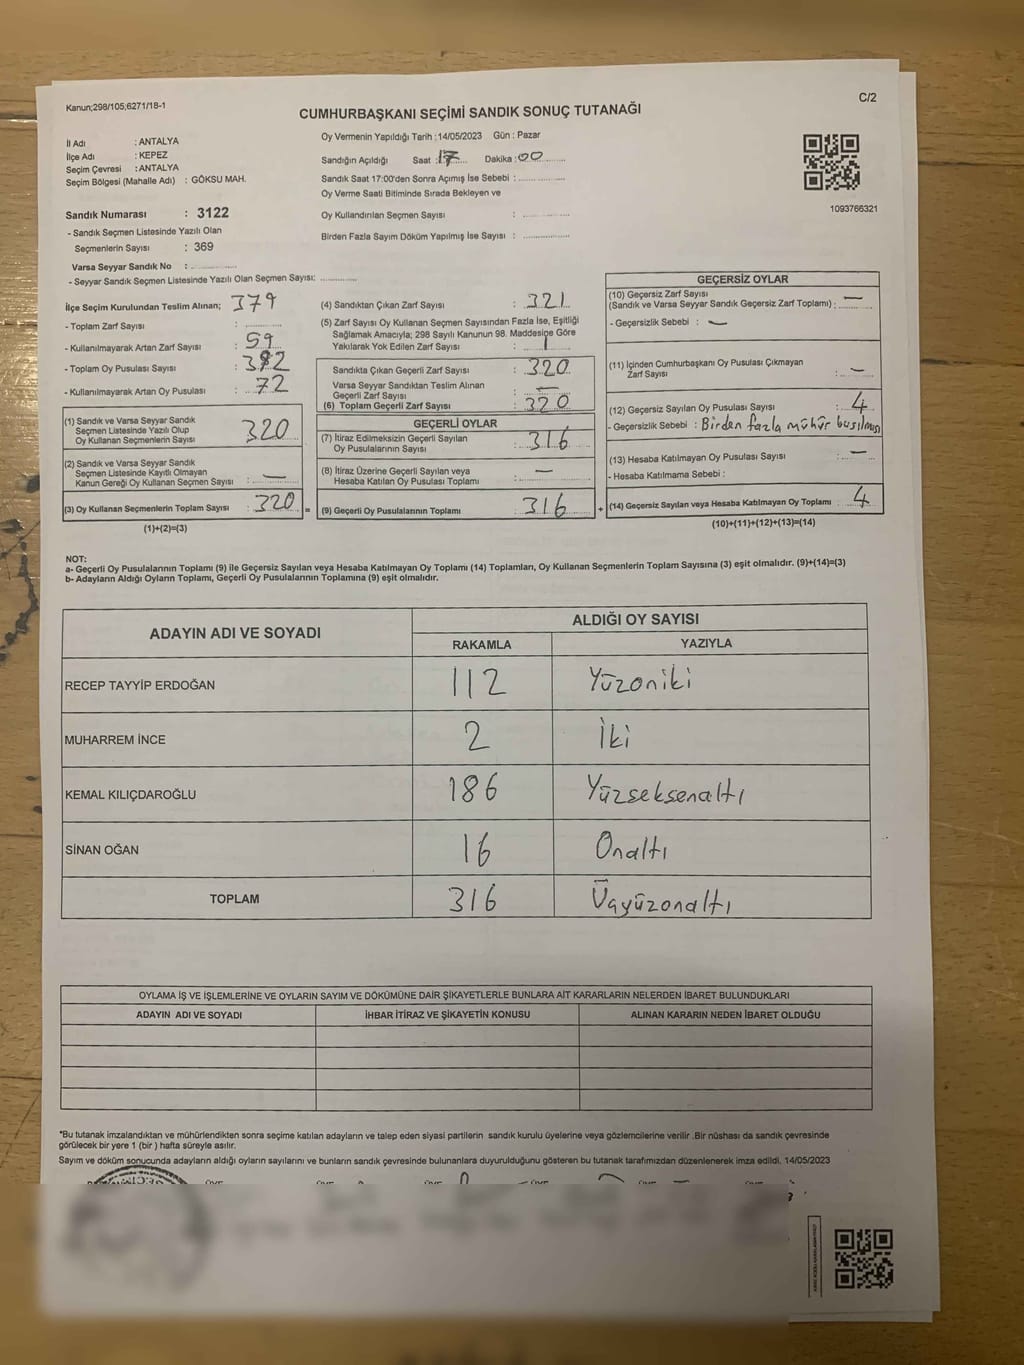 Kanun;298/105;6271/18-1
C/2
CUMHURBAŞKANI SEÇİMİ SANDIK SONUÇ TUTANAĞI
İl Adı : ANTALYA
İlçe Adı : KEPEZ
Seçim Çevresi : ANTALYA
Seçim Bölgesi (Mahalle Adı) : GÖKSU MAH.
Sandık Numarası : 3122
- Sandık Seçmen Listesinde Yazılı Olan
Seçmenlerin Sayısı : 369
Varsa Seyyar Sandık No :
- Seyyar Sandık Seçmen Listesinde Yazılı Olan Seçmen Sayısı:
Oy Vermenin Yapıldığı Tarih :14/05/2023 Gün : Pazar
Sandığın Açıldığı Saat : 17 Dakika : 00
Sandık Saat 17:00'den Sonra Açımış İse Sebebi :
Oy Verme Saati Bitiminde Sırada Bekleyen ve
Oy Kullandırılan Seçmen Sayısı :
Birden Fazla Sayım Döküm Yapılmış İse Sayısı :
1093766321
İlçe Seçim Kurulundan Teslim Alınan; 379
- Toplam Zarf Sayısı :
- Kullanılmayarak Artan Zarf Sayısı : 59
- Toplam Oy Pusulası Sayısı : 392
- Kullanılmayarak Artan Oy Pusulası : 72
(1) Sandık ve Varsa Seyyar Sandık
Seçmen Listesinde Yazılı Olup
Oy Kullanan Seçmenlerin Sayısı 320
(2) Sandık ve Varsa Seyyar Sandık
Seçmen Listesinde Kayıtlı Olmayan
Kanun Gereği Oy Kullanan Seçmen Sayısı : —
(3) Oy Kullanan Seçmenlerin Toplam Sayısı : 320 =
(1)+(2)=(3)
(4) Sandıktan Çıkan Zarf Sayısı : 321
(5) Zarf Sayısı Oy Kullanan Seçmen Sayısından Fazla İse, Eşitliği
Sağlamak Amacıyla; 298 Sayılı Kanunun 98. Maddesine Göre
Yakılarak Yok Edilen Zarf Sayısı : 1
Sandıkta Çıkan Geçerli Zarf Sayısı : 320
Varsa Seyyar Sandıktan Teslim Alınan
Geçerli Zarf Sayısı : —
(6) Toplam Geçerli Zarf Sayısı : 320
GEÇERLİ OYLAR
(7) İtiraz Edilmeksizin Geçerli Sayılan
Oy Pusulalarının Sayısı : 316
(8) İtiraz Üzerine Geçerli Sayılan veya
Hesaba Katılan Oy Pusulası Toplamı : —
(9) Geçerli Oy Pusulalarının Toplamı : 316 +
GEÇERSİZ OYLAR
(10) Geçersiz Zarf Sayısı
(Sandık ve Varsa Seyyar Sandık Geçersiz Zarf Toplamı) : —
- Geçersizlik Sebebi : —
(11) İçinden Cumhurbaşkanı Oy Pusulası Çıkmayan
Zarf Sayısı : —
(12) Geçersiz Sayılan Oy Pusulası Sayısı : 4
- Geçersizlik Sebebi : Birden fazla mühür
(13) Hesaba Katılmayan Oy Pusulası Sayısı : —
- Hesaba Katılmama Sebebi :
(14) Geçersiz Sayılan veya Hesaba Katılmayan Oy Toplamı : 4
(10)+(11)+(12)+(13)=(14)
NOT:
a- Geçerli Oy Pusulalarının Toplamı (9) ile Geçersiz Sayılan veya Hesaba Katılmayan Oy Toplamı (14) Toplamları, Oy Kullanan Seçmenlerin Toplam Sayısına (3) eşit olmalıdır. (9)+(14)=(3)
b- Adayların Aldığı Oyların Toplamı, Geçerli Oy Pusulalarının Toplamına (9) eşit olmalıdır.
ADAYIN ADI VE SOYADI ALDIĞI OY SAYISI
RAKAMLA YAZIYLA
RECEP TAYYİP ERDOĞAN 112 Yüzoniki
MUHARREM İNCE 2 İki
KEMAL KILIÇDAROĞLU 186 Yüzseksenaltı
SİNAN OĞAN 16 Onaltı
TOPLAM 316 Üçyüzonaltı
OYLAMA İŞ VE İŞLEMLERİNE VE OYLARIN SAYIM VE DÖKÜMÜNE DAİR ŞİKAYETLERLE BUNLARA AİT KARARLARIN NELERDEN İBARET BULUNDUKLARI
ADAYIN ADI VE SOYADI İHBAR İTİRAZ VE ŞİKAYETİN KONUSU ALINAN KARARIN NEDEN İBARET OLDUĞU
*Bu tutanak imzalandıktan ve mühürlendikten sonra seçime katılan adayların ve talep eden siyasi partilerin sandık kurulu üyelerine veya gözlemcilerine verilir .Bir nüshası da sandık çevresinde
görülecek bir yere 1 (bir ) hafta süreyle asılır.
Sayım ve döküm sonucunda adayların aldığı oyların sayılarını ve bunların sandık çevresinde bulunanlara duyurulduğunu gösteren bu tutanak tarafımızdan düzenlenerek imza edildi. 14/05/2023